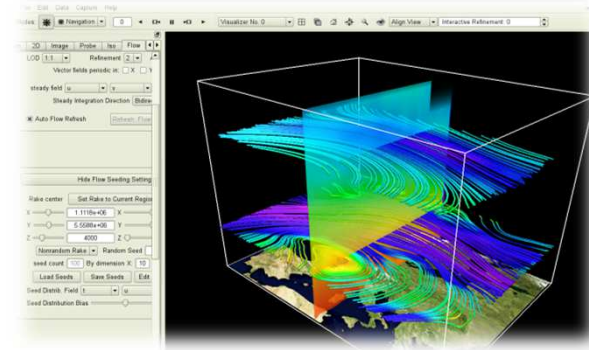 Edit Data Capture Help
Navigation 0 Visualizer No. 0 Align View Interactive Refinement: 0
2D Image Probe Iso Flow
LOD 1:1 Refinement 2
Vector fields periodic in: X
steady field u v
Steady Integration Direction
Auto Flow Refresh Refresh Flow
Hide Flow Seeding Setting
Rake center Set Rake to Current Regio
X 1.1118e+06 X
Y 5.5588e+06 Y
Z 4000 Z
Nonrandom Rake Random Seed
seed count 100 By dimension X: 10
Load Seeds Save Seeds Edit
Seed Distrib. Field t u
Seed Distribution Bias